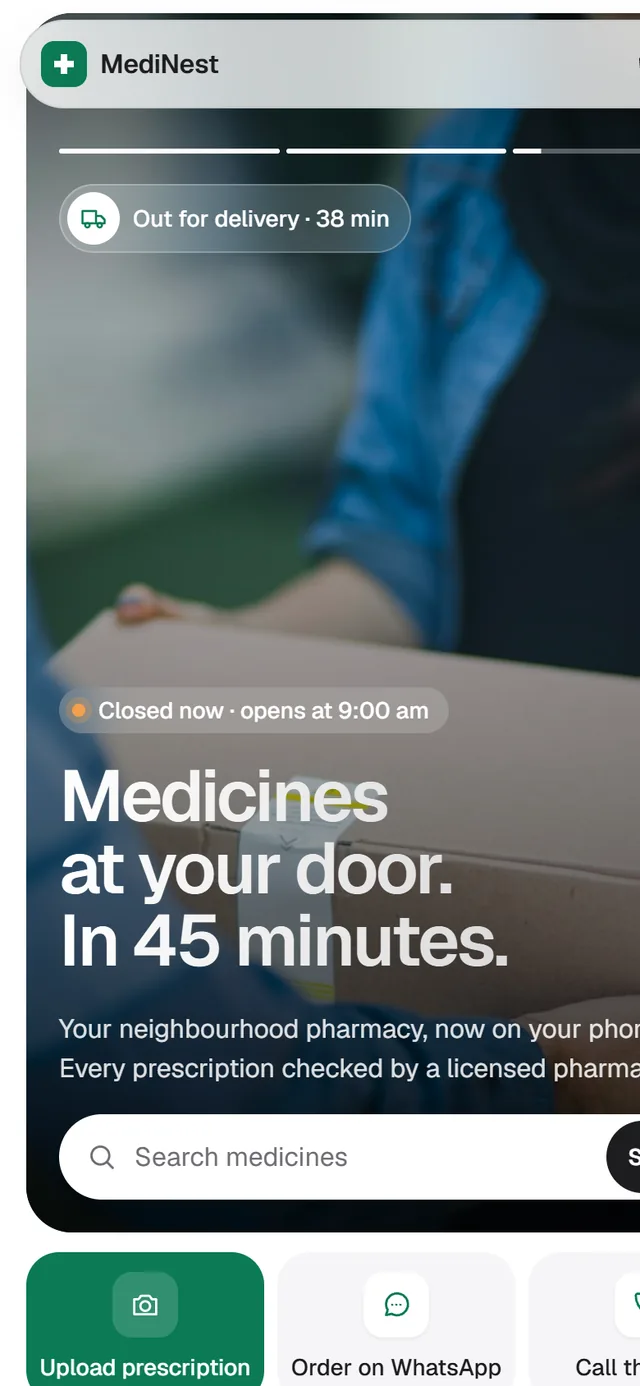 MediNest
Out for delivery · 38 min
Closed now · opens at 9:00 am
Medicines
at your door.
In 45 minutes.
Your neighbourhood pharmacy, now on your phon
Every prescription checked by a licensed pharma
Search medicines
S
Upload prescription
Order on WhatsApp
Call th